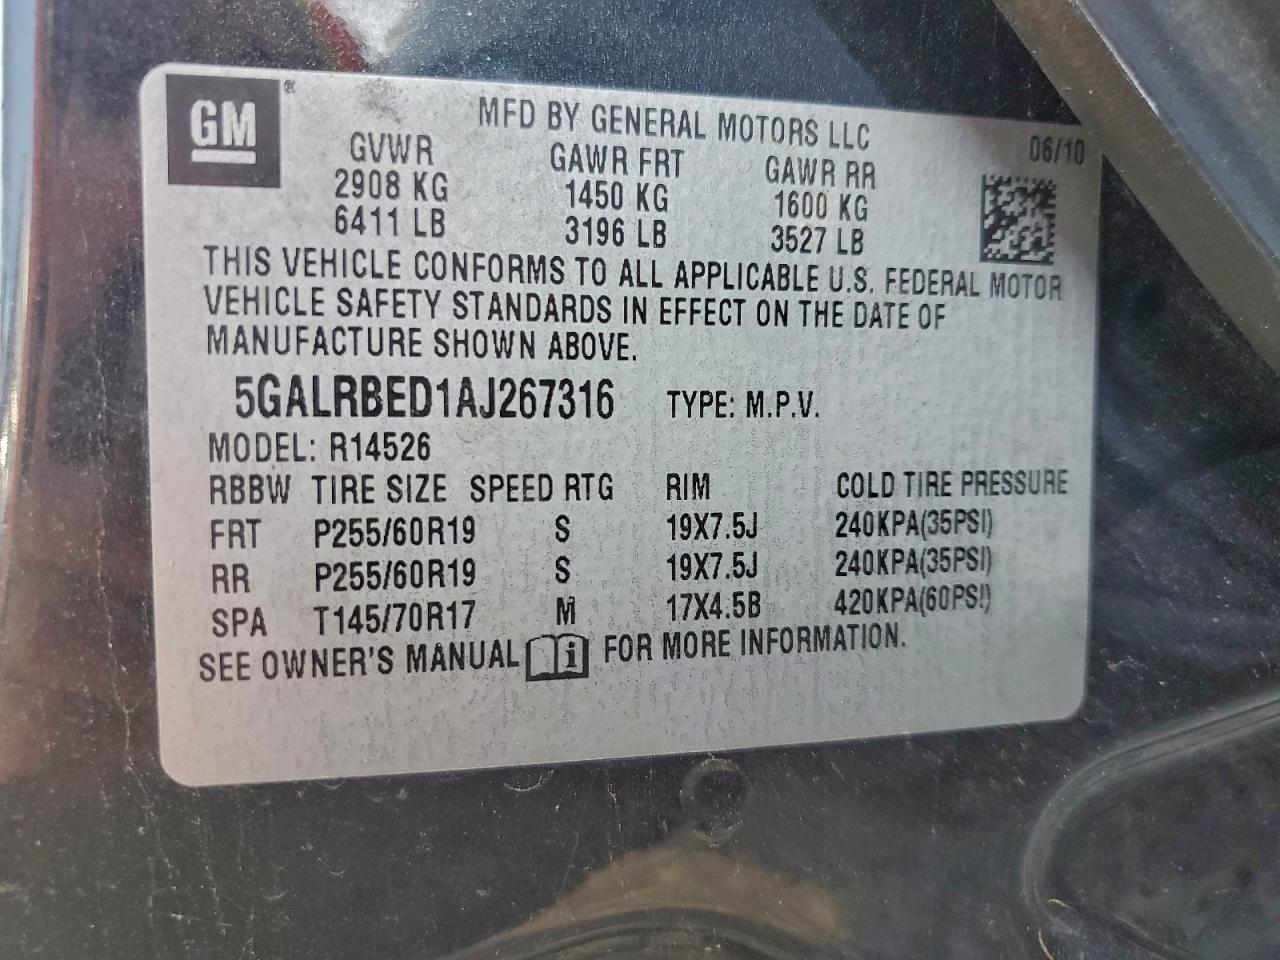 GM ®
MFD BY GENERAL MOTORS LLC
06/10
GVWR GAWR FRT GAWR RR
2908 KG 1450 KG 1600 KG
6411 LB 3196 LB 3527 LB
THIS VEHICLE CONFORMS TO ALL APPLICABLE U.S. FEDERAL MOTOR
VEHICLE SAFETY STANDARDS IN EFFECT ON THE DATE OF
MANUFACTURE SHOWN ABOVE.
5GALRBED1AJ267316 TYPE: M.P.V.
MODEL: R14526
RBBW TIRE SIZE SPEED RTG RIM COLD TIRE PRESSURE
FRT P255/60R19 S 19X7.5J 240KPA(35PSI)
RR P255/60R19 S 19X7.5J 240KPA(35PSI)
SPA T145/70R17 M 17X4.5B 420KPA(60PSI)
SEE OWNER'S MANUAL i FOR MORE INFORMATION.